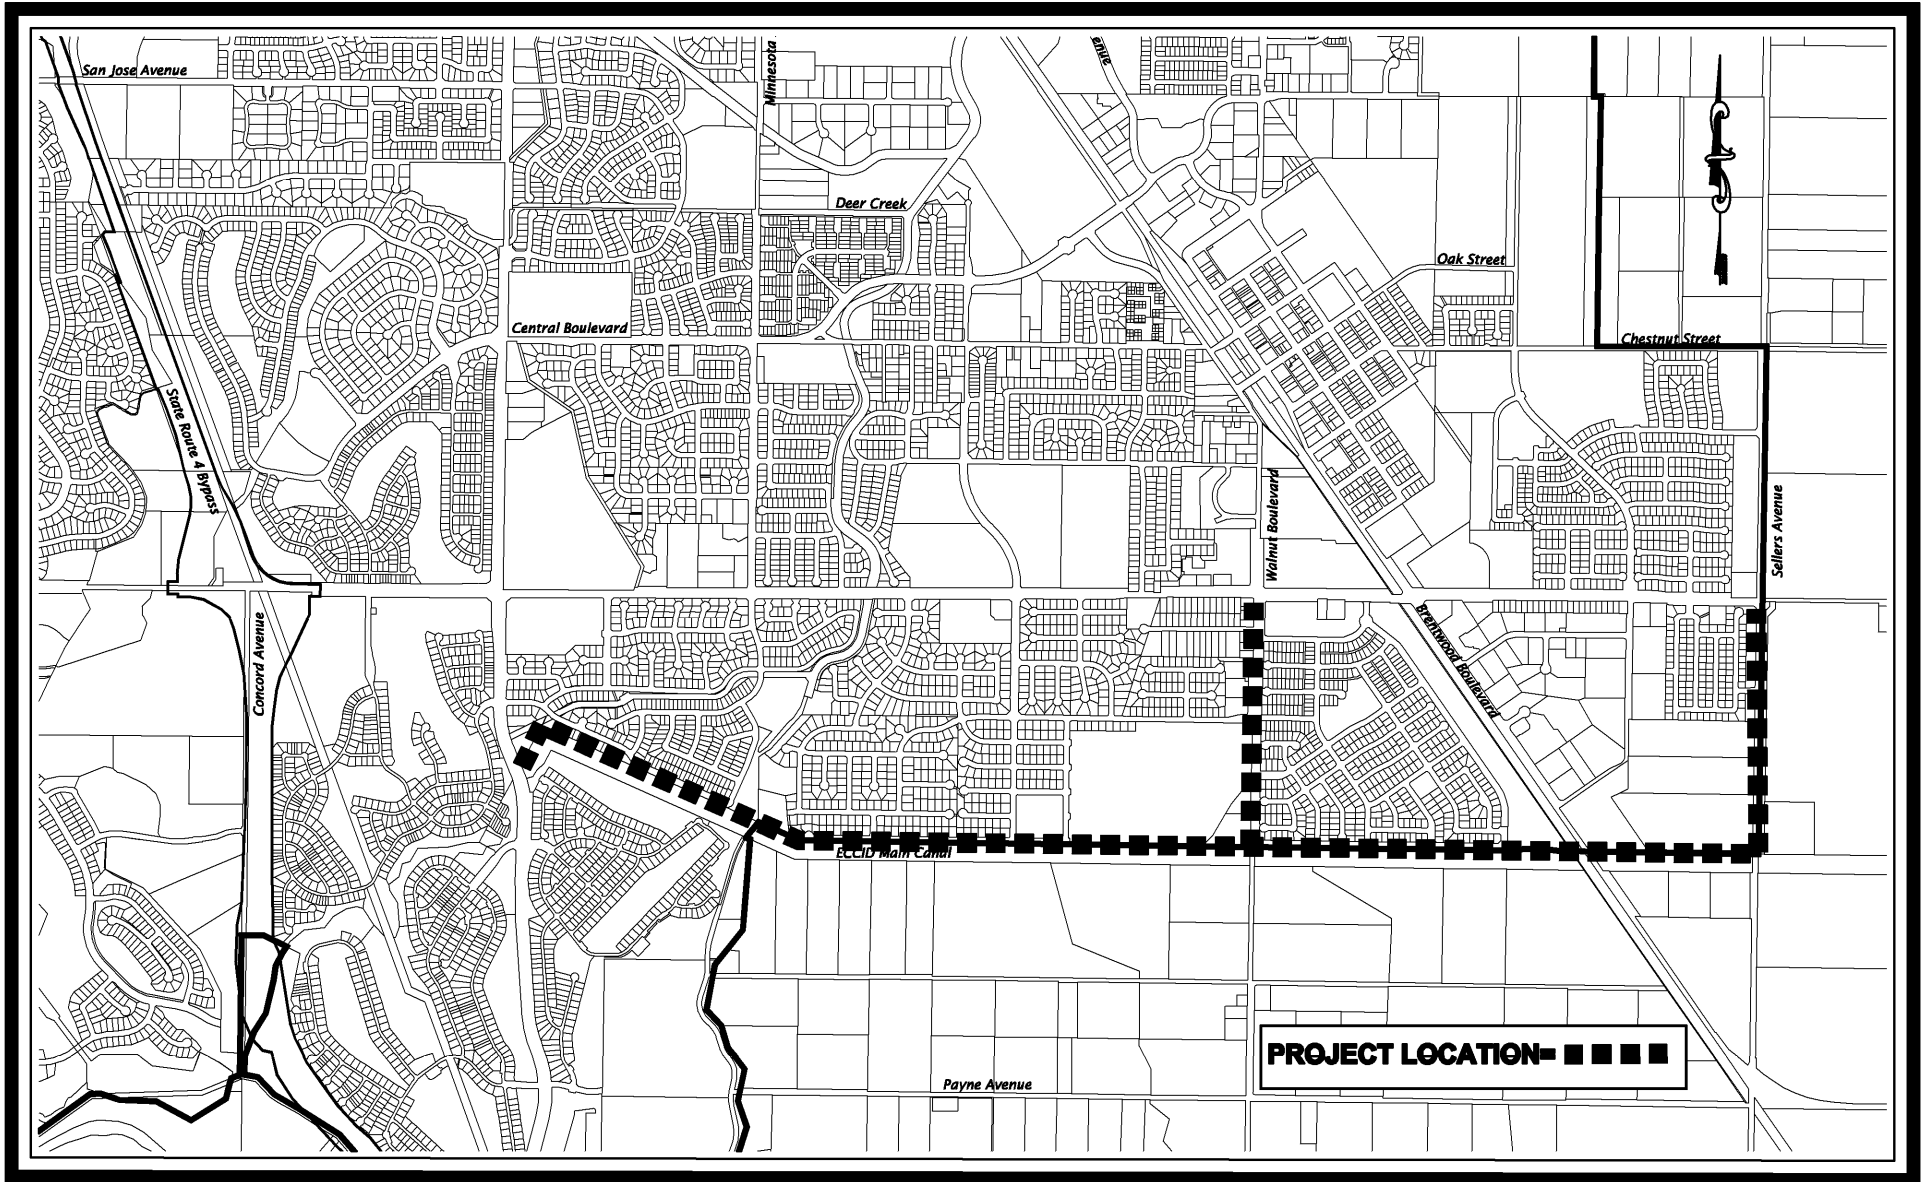 San Jose Avenue
Minnesota
enue
Deer Creek
Oak Street
Central Boulevard
Chestnut Street
State Route 4 Bypass
Walnut Boulevard
Sellers Avenue
Concord Avenue
Brentwood Boulevard
ECCID Main Canal
PROJECT LOCATION=
Payne Avenue